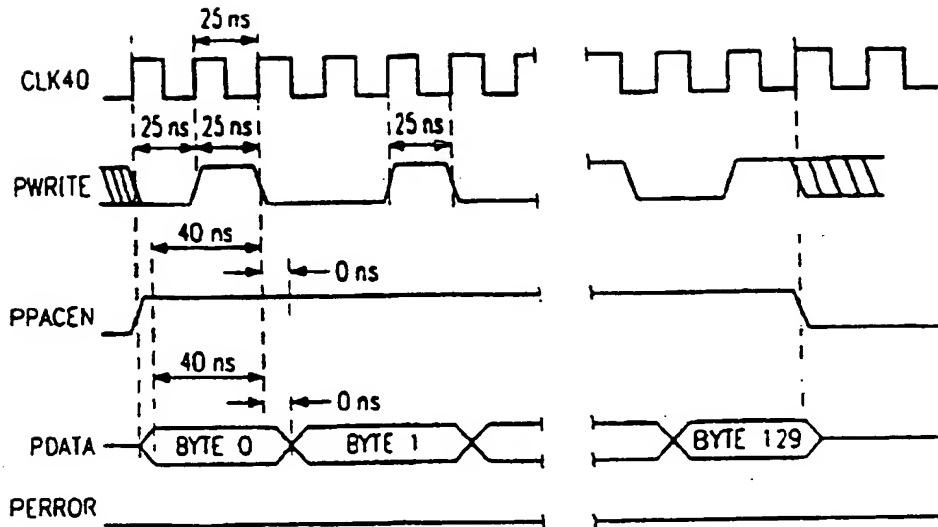 25 ns
CLK40
25 ns 25 ns 25 ns
PWRITE
40 ns
0 ns
PPACEN
40 ns
0 ns
PDATA BYTE 0 BYTE 1 BYTE 129
PERROR